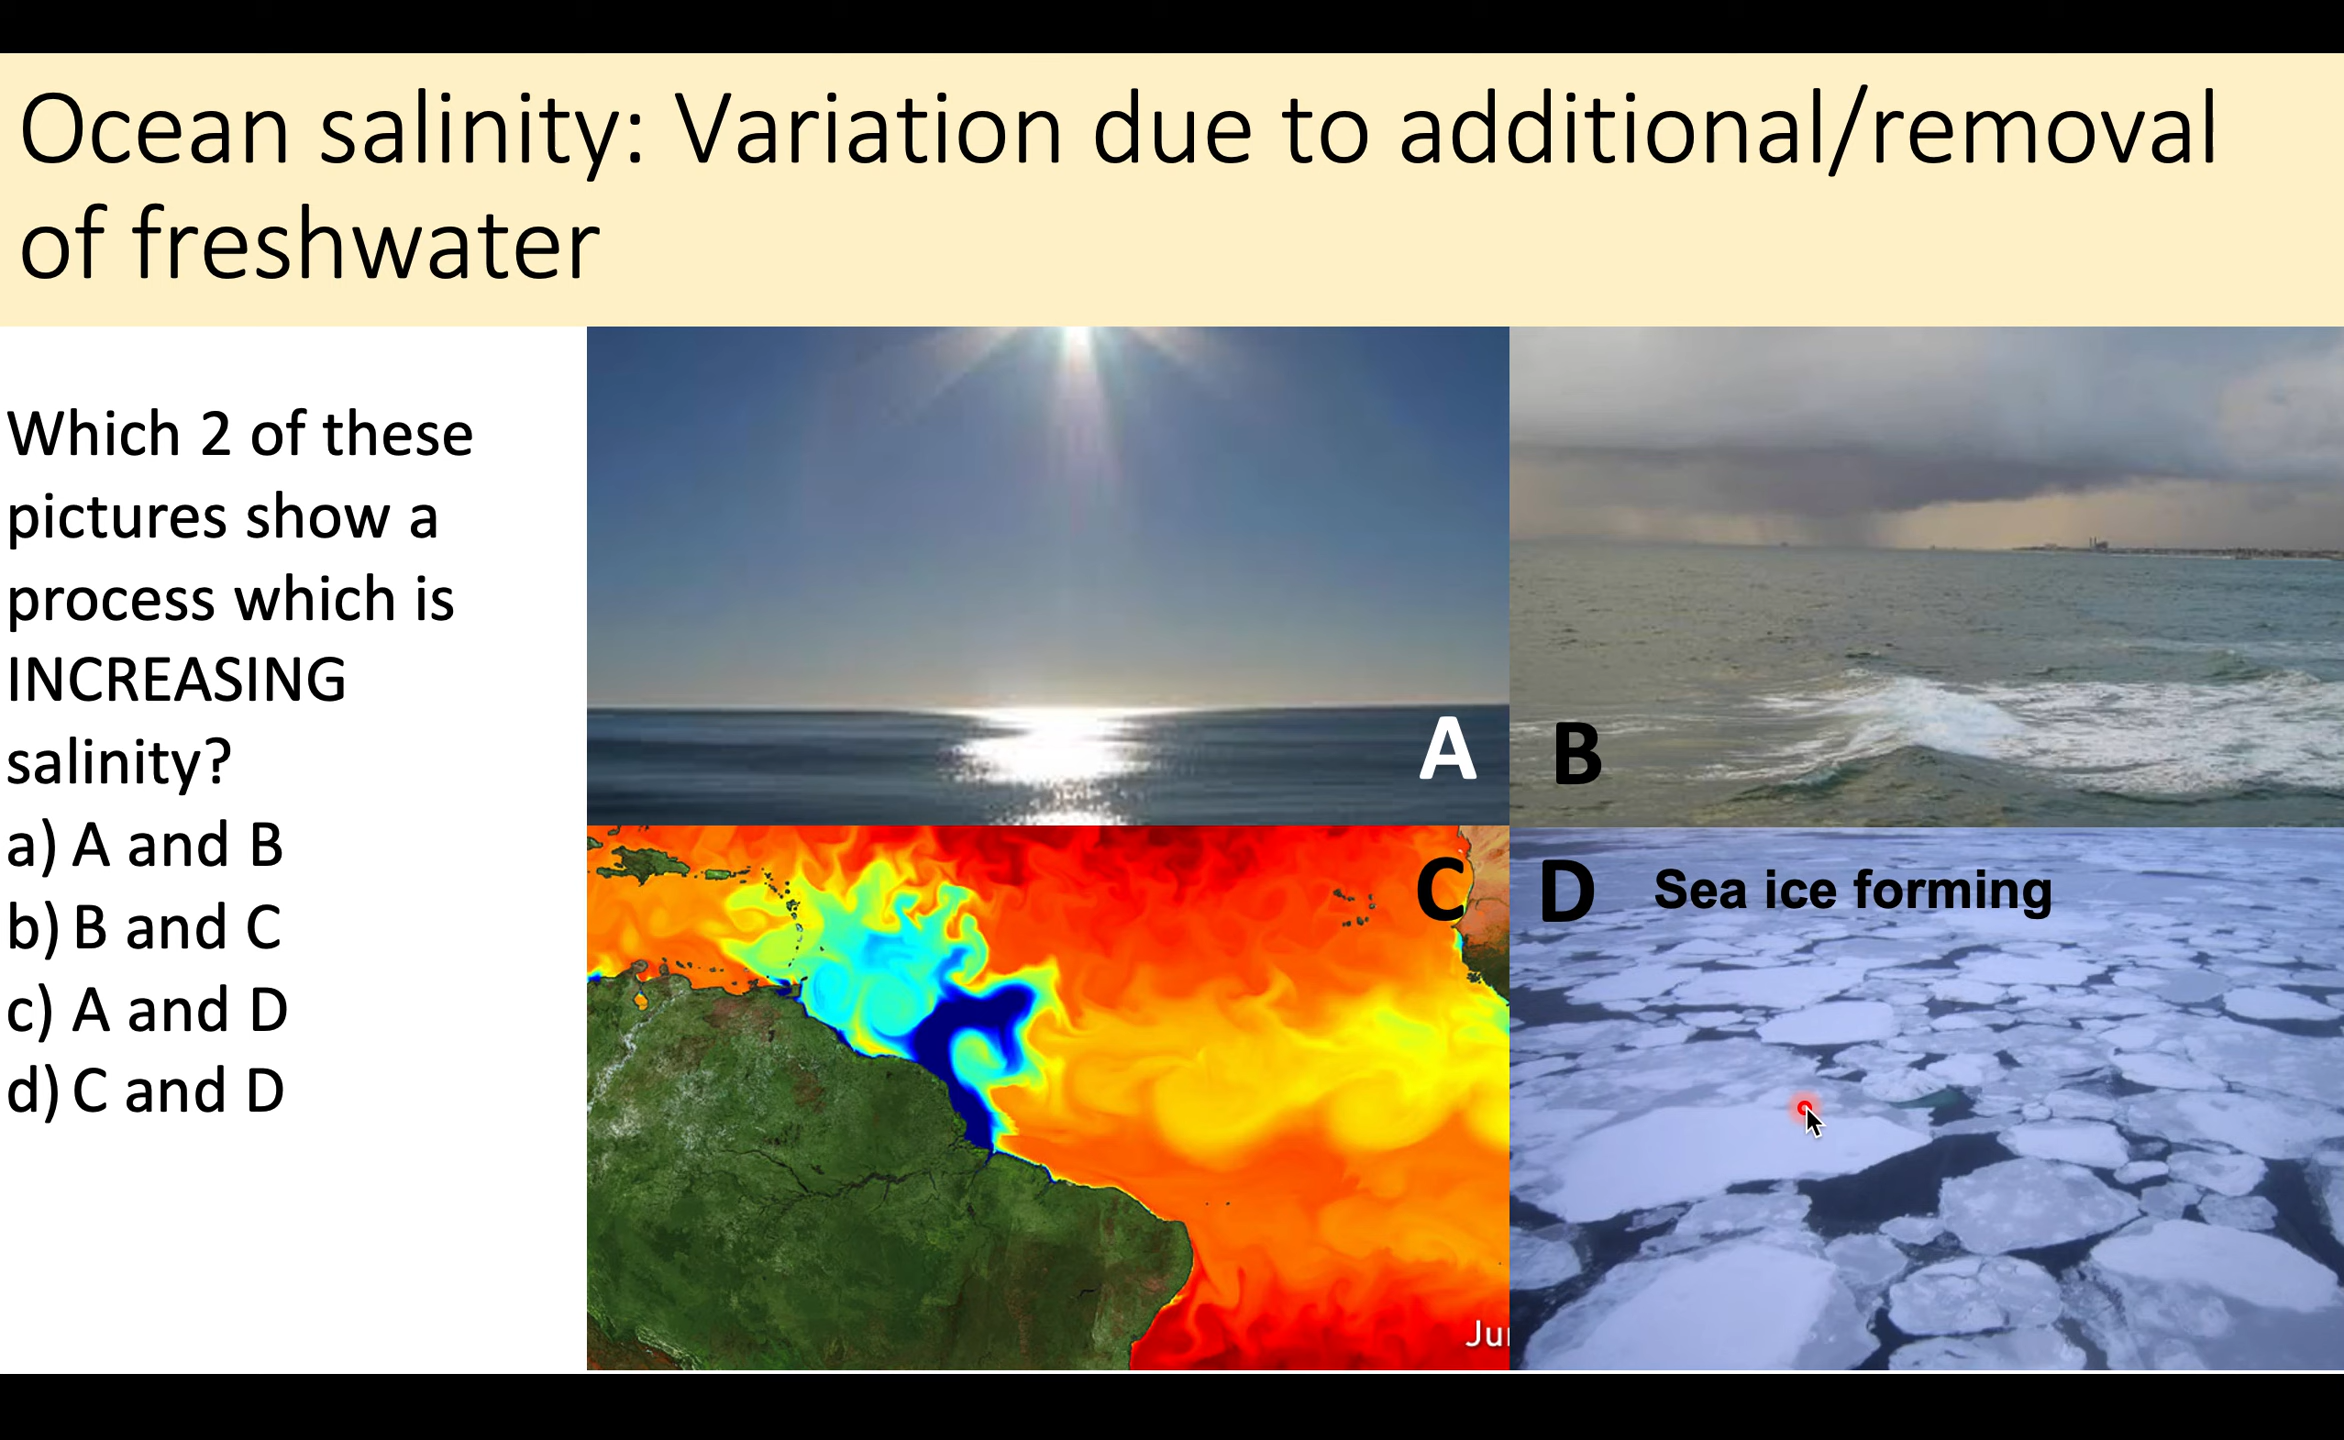 Ocean salinity: Variation due to additional/removal
of freshwater
Which 2 of these
pictures show a
process which is
INCREASING
salinity?
a) A and B
b) B and C
c) A and D
d) C and D
A
B
C
D Sea ice forming